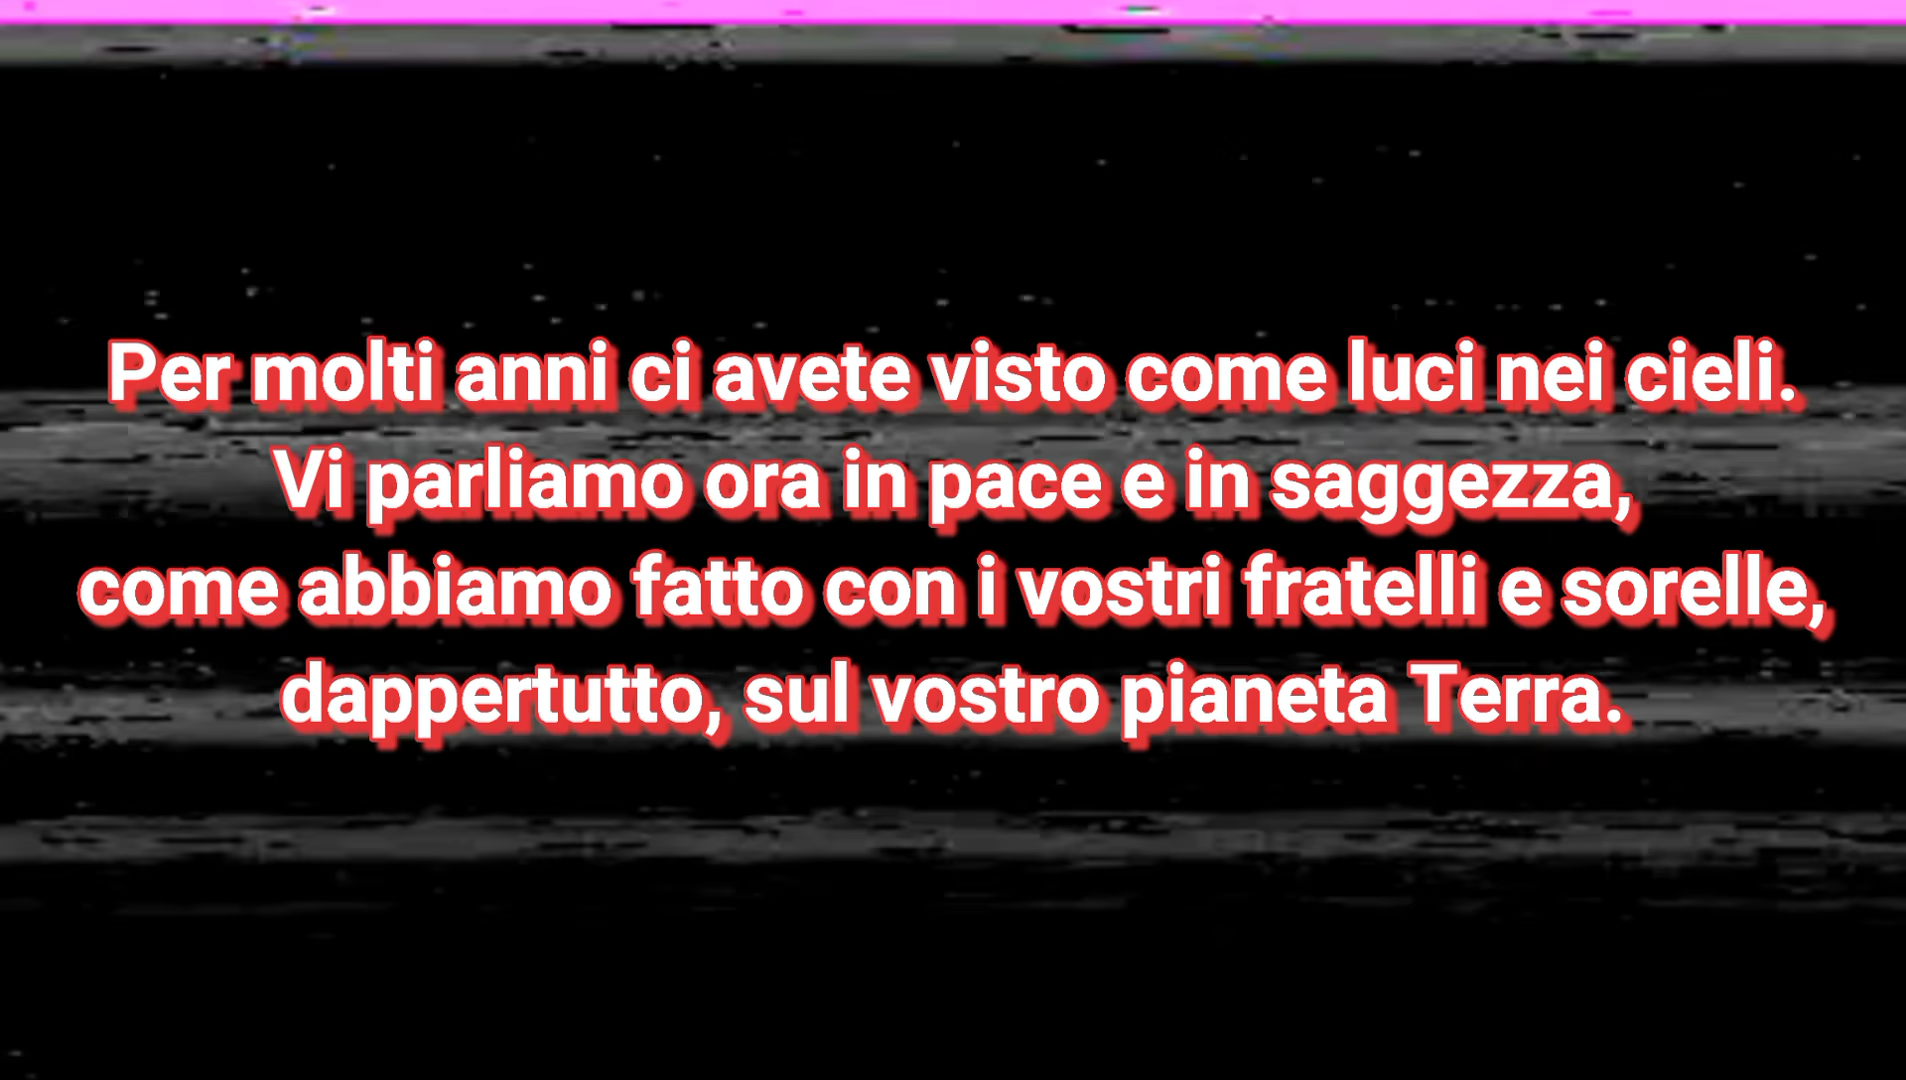 Per molti anni ci avete visto come luci nei cieli.
Vi parliamo ora in pace e in saggezza,
come abbiamo fatto con i vostri fratelli e sorelle,
dappertutto, sul vostro pianeta Terra.